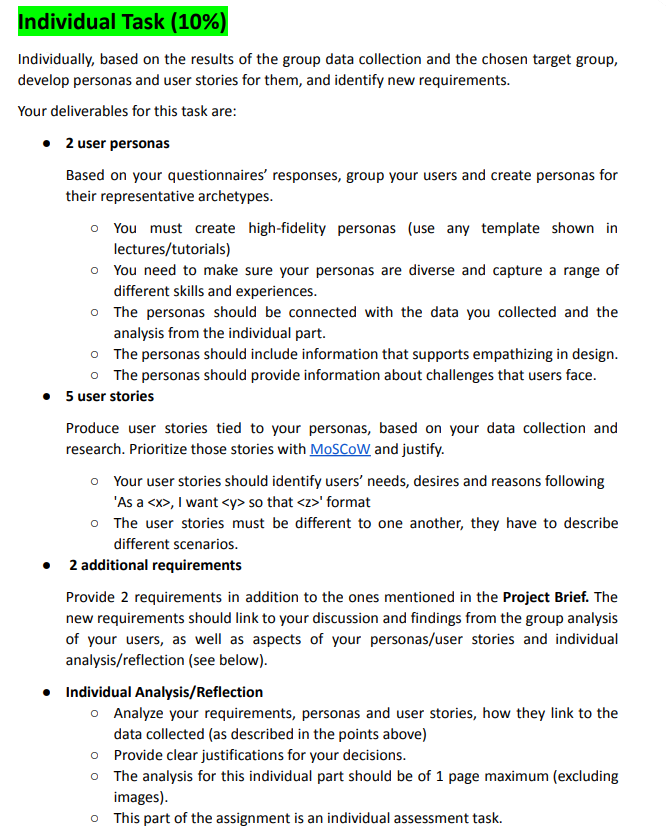 Individual Task (10%)
Individually, based on the results of the group data collection and the chosen target group,
develop personas and user stories for them, and identify new requirements.
Your deliverables for this task are:
● 2 user personas
Based on your questionnaires’ responses, group your users and create personas for
their representative archetypes.
○ You must create high-fidelity personas (use any template shown in
lectures/tutorials)
○ You need to make sure your personas are diverse and capture a range of
different skills and experiences.
○ The personas should be connected with the data you collected and the
analysis from the individual part.
○ The personas should include information that supports empathizing in design.
○ The personas should provide information about challenges that users face.
● 5 user stories
Produce user stories tied to your personas, based on your data collection and
research. Prioritize those stories with MoSCoW and justify.
○ Your user stories should identify users’ needs, desires and reasons following
'As a <x>, I want <y> so that <z>' format
○ The user stories must be different to one another, they have to describe
different scenarios.
● 2 additional requirements
Provide 2 requirements in addition to the ones mentioned in the Project Brief. The
new requirements should link to your discussion and findings from the group analysis
of your users, as well as aspects of your personas/user stories and individual
analysis/reflection (see below).
● Individual Analysis/Reflection
○ Analyze your requirements, personas and user stories, how they link to the
data collected (as described in the points above)
○ Provide clear justifications for your decisions.
○ The analysis for this individual part should be of 1 page maximum (excluding
images).
○ This part of the assignment is an individual assessment task.